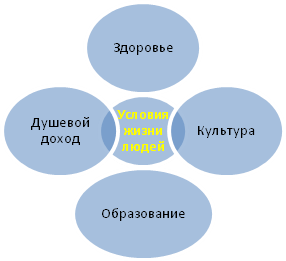 Здоровье
Душевой
доход
Условия
жизни
людей
Культура
Образование